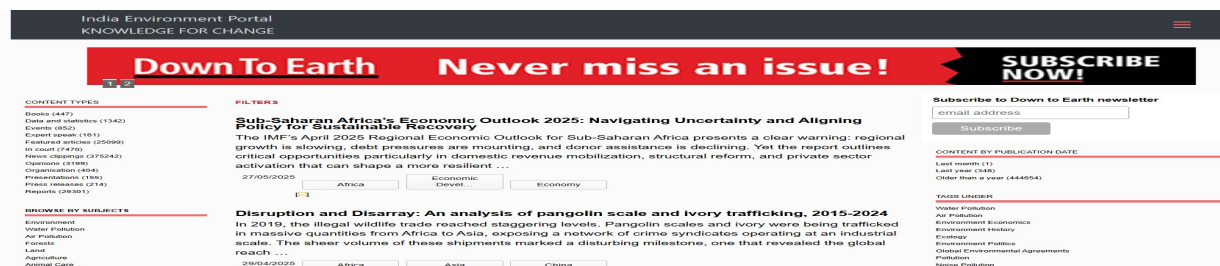 India Environment Portal
KNOWLEDGE FOR CHANGE
Down To Earth Never miss an issue! SUBSCRIBE NOW!
1 2
CONTENT TYPES
Books (447)
Data and statistics (1342)
Events (852)
Expert speak (161)
Featured articles (25099)
In court (7470)
News clippings (375242)
Opinions (3199)
Organisation (404)
Presentations (155)
Press releases (214)
Reports (29301)
BROWSE BY SUBJECTS
Environment
Water Pollution
Air Pollution
Forests
Land
Agriculture
Animal Care
FILTERS
Sub-Saharan Africa's Economic Outlook 2025: Navigating Uncertainty and Aligning
Policy for Sustainable Recovery
The IMF's April 2025 Regional Economic Outlook for Sub-Saharan Africa presents a clear warning: regional
growth is slowing, debt pressures are mounting, and donor assistance is declining. Yet the report outlines
critical opportunities particularly in domestic revenue mobilization, structural reform, and private sector
activation that can shape a more resilient ...
27/05/2025
Africa
Economic Devel...
Economy
Disruption and Disarray: An analysis of pangolin scale and ivory trafficking, 2015-2024
In 2019, the illegal wildlife trade reached staggering levels. Pangolin scales and ivory were being trafficked
in massive quantities from Africa to Asia, exposing a network of crime syndicates operating at an industrial
scale. The sheer volume of these shipments marked a disturbing milestone, one that revealed the global
reach ...
29/04/2025
Africa
Asia
China
Subscribe to Down to Earth newsletter
email address
Subscribe
CONTENT BY PUBLICATION DATE
Last month (1)
Last year (348)
Older than a year (444654)
TAGS UNDER
Water Pollution
Air Pollution
Environment Economics
Environment History
Ecology
Environment Politics
Global Environmental Agreements
Pollution
Noise Pollution